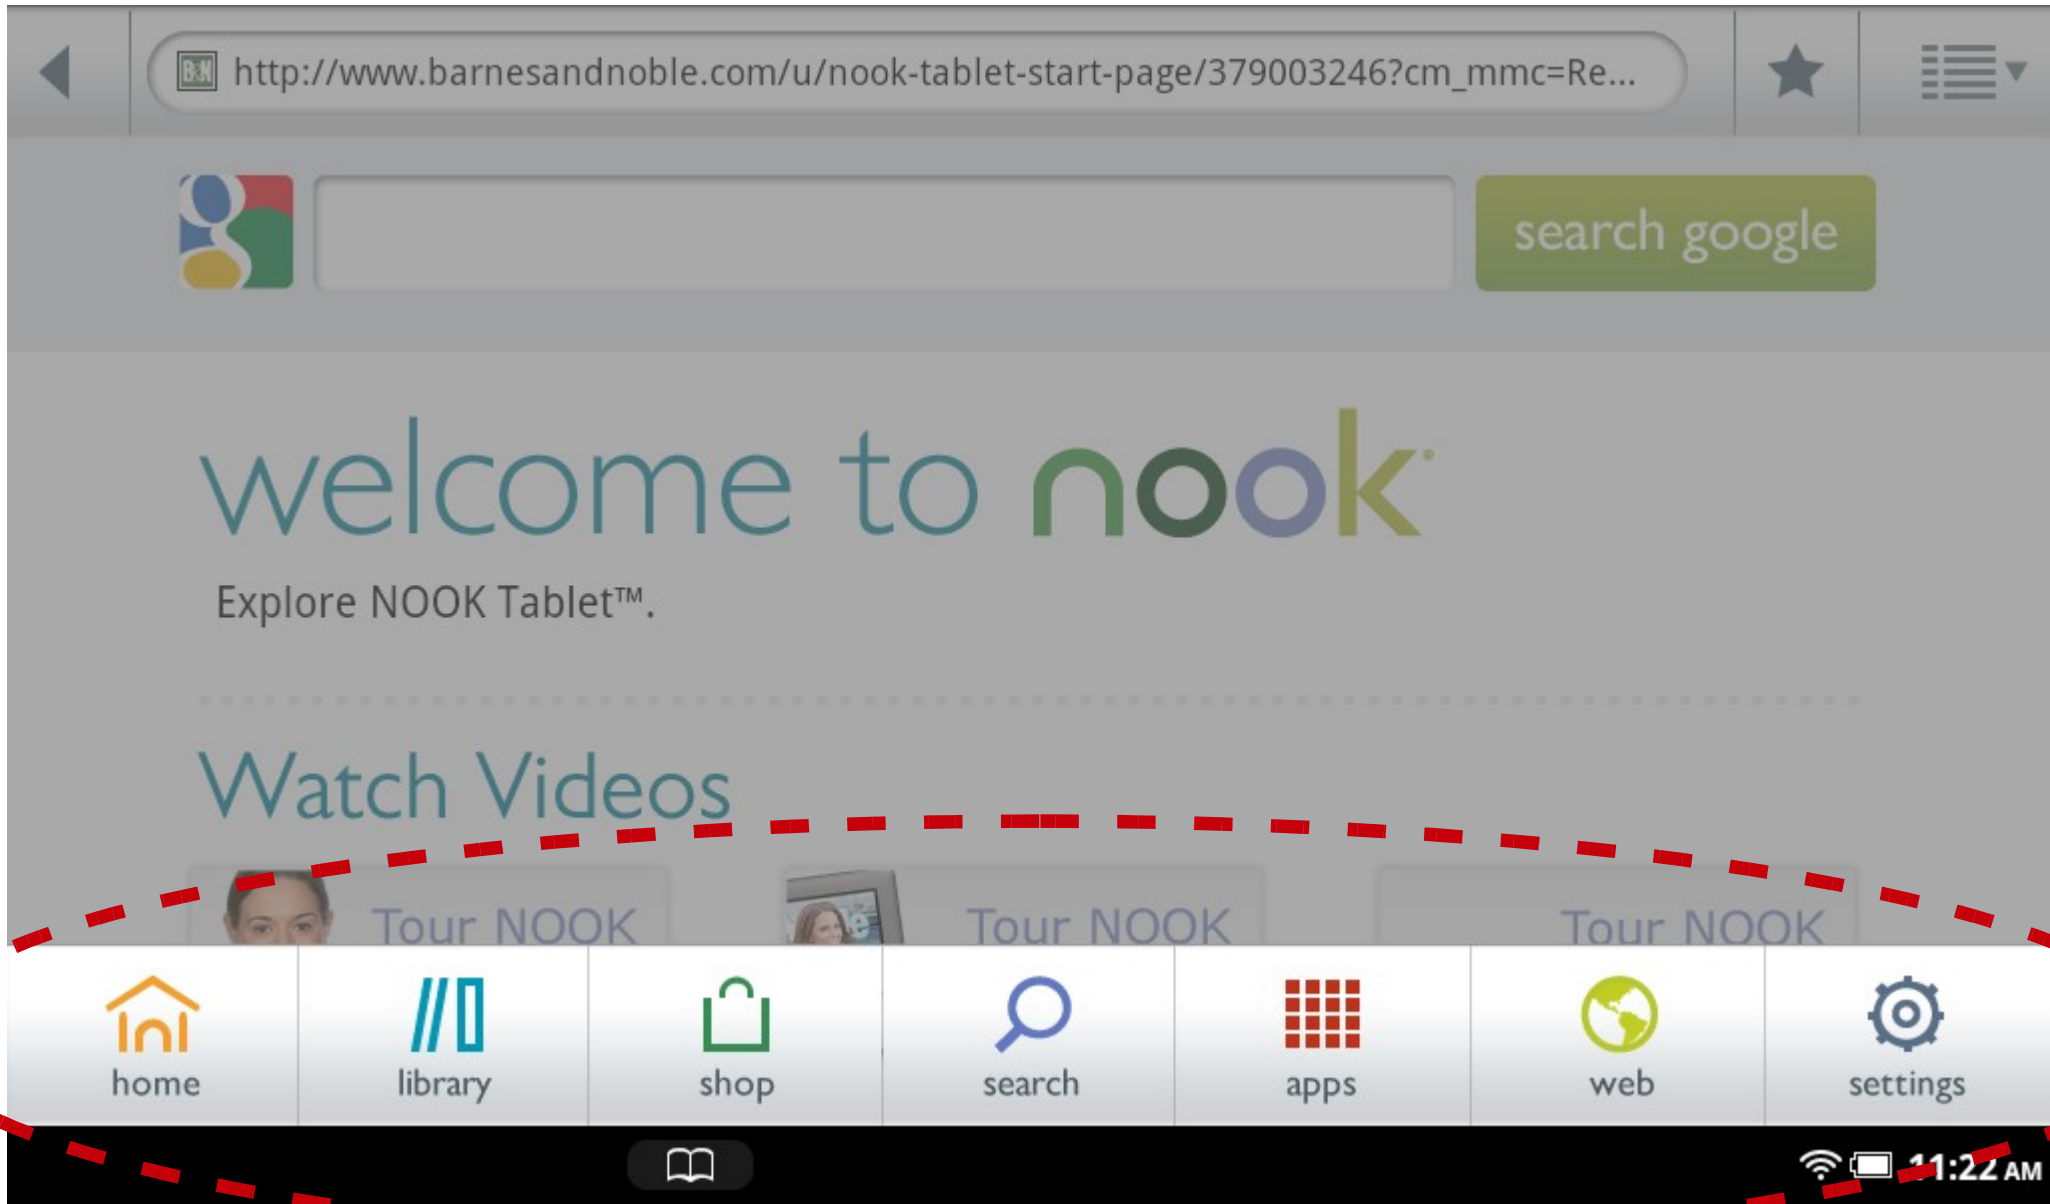 http://www.barnesandnoble.com/u/nook-tablet-start-page/379003246?cm_mmc=Re...
search google
welcome to nook
Explore NOOK Tablet™.
Watch Videos
Tour NOOK Tour NOOK Tour NOOK
home library shop search apps web settings
11:22 AM